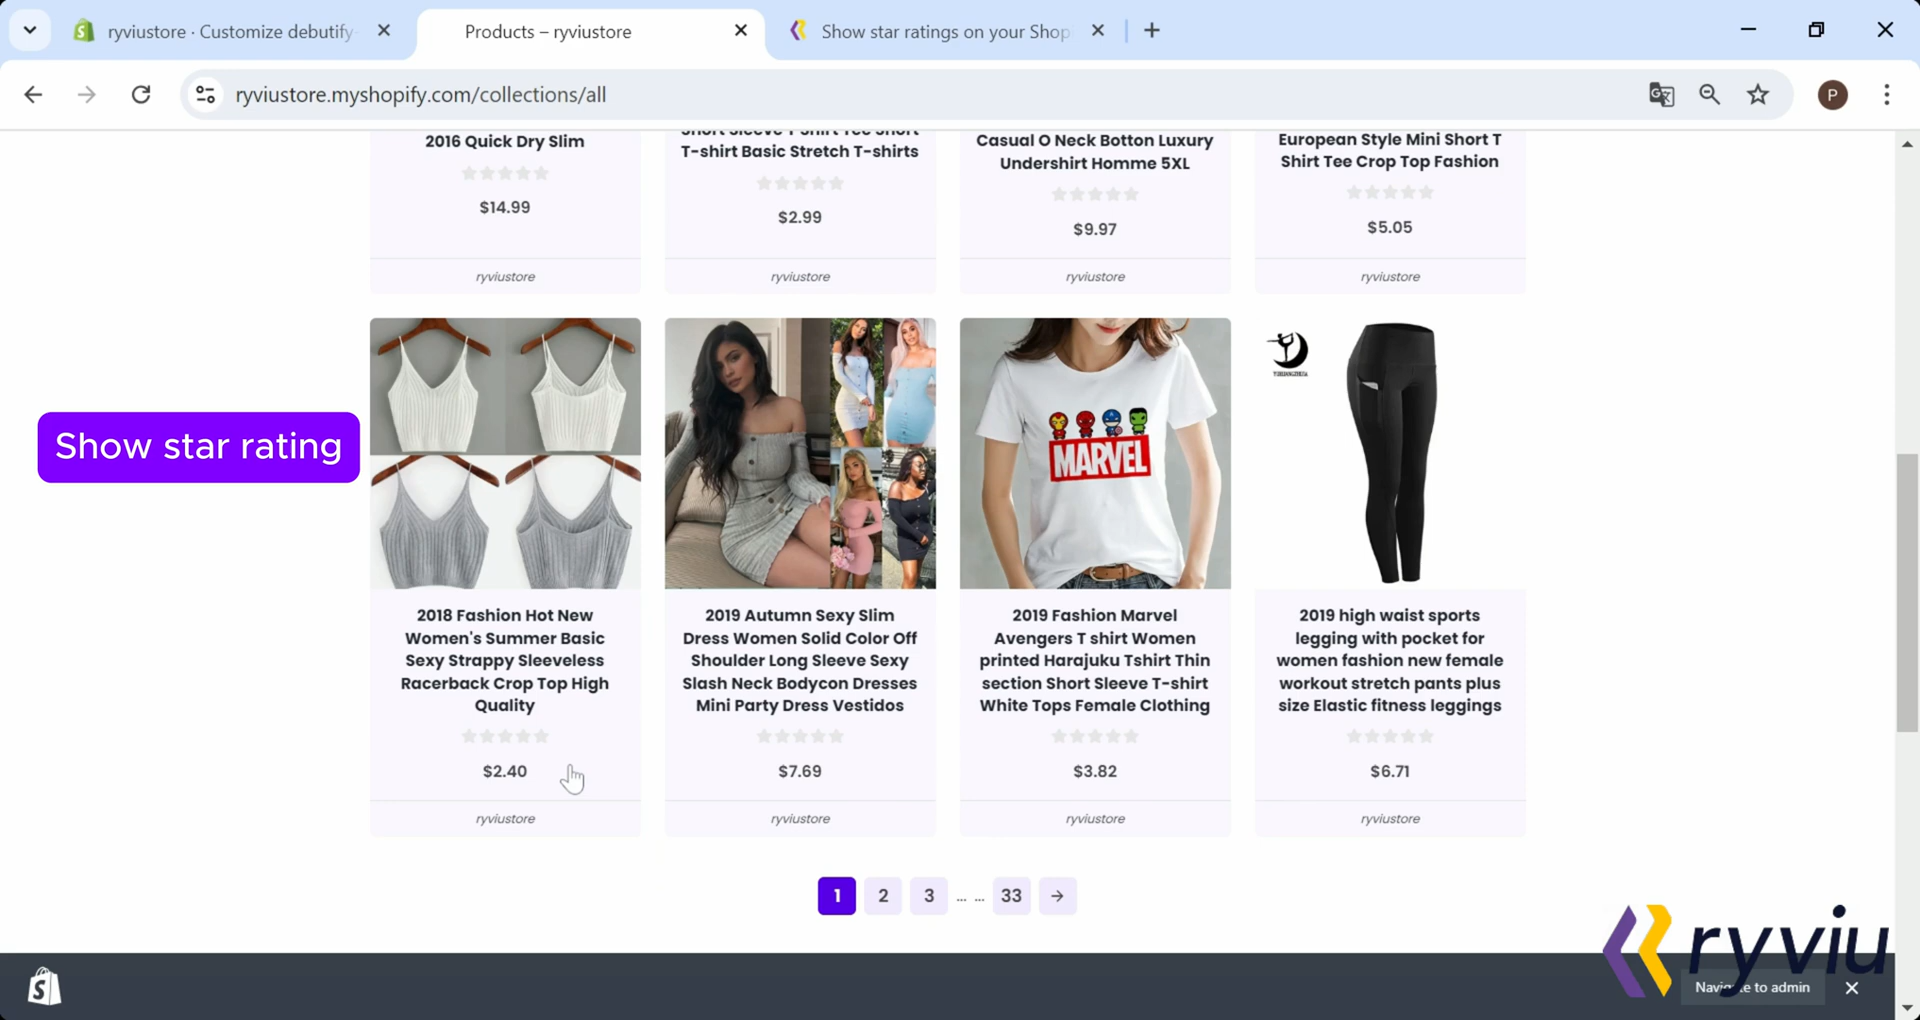 ryviustore · Customize debutify
Products – ryviustore
Show star ratings on your Shop
ryviustore.myshopify.com/collections/all
P
2016 Quick Dry Slim
$14.99
ryviustore
Short Sleeve T-shirt Tee Short
T-shirt Basic Stretch T-shirts
$2.99
ryviustore
Casual O Neck Botton Luxury
Undershirt Homme 5XL
$9.97
ryviustore
European Style Mini Short T
Shirt Tee Crop Top Fashion
$5.05
ryviustore
Show star rating
MARVEL
2018 Fashion Hot New
Women's Summer Basic
Sexy Strappy Sleeveless
Racerback Crop Top High
Quality
$2.40
ryviustore
2019 Autumn Sexy Slim
Dress Women Solid Color Off
Shoulder Long Sleeve Sexy
Slash Neck Bodycon Dresses
Mini Party Dress Vestidos
$7.69
ryviustore
2019 Fashion Marvel
Avengers T shirt Women
printed Harajuku Tshirt Thin
section Short Sleeve T-shirt
White Tops Female Clothing
$3.82
ryviustore
2019 high waist sports
legging with pocket for
women fashion new female
workout stretch pants plus
size Elastic fitness leggings
$6.71
ryviustore
1 2 3 ... ... 33 →
ryviu
Navigate to admin